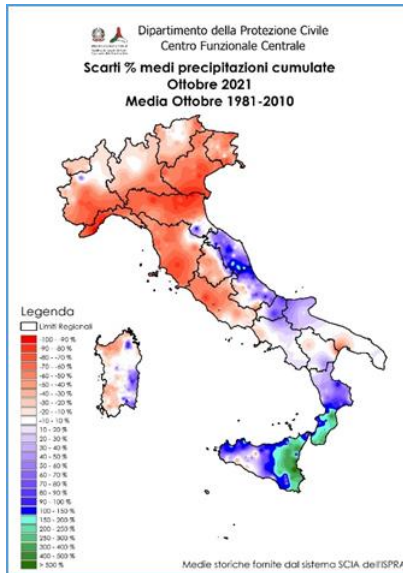 Dipartimento della Protezione Civile
Centro Funzionale Centrale
Scarti % medi precipitazioni cumulate
Ottobre 2021
Media Ottobre 1981-2010
Legenda
Limiti Regionali
-100 - -90 %
-90 - -80 %
-80 - -70 %
-70 - -60 %
-60 - -50 %
-50 - -40 %
-40 - -30 %
-30 - -20 %
-20 - -10 %
-10 - 10 %
10 - 20 %
20 - 30 %
30 - 40 %
40 - 50 %
50 - 60 %
60 - 70 %
70 - 80 %
80 - 90 %
90 - 100 %
100 - 150 %
150 - 200 %
200 - 250 %
250 - 300 %
300 - 400 %
400 - 500 %
> 500 %
Medie storiche fornite dal sistema SCIA dell'ISPRA